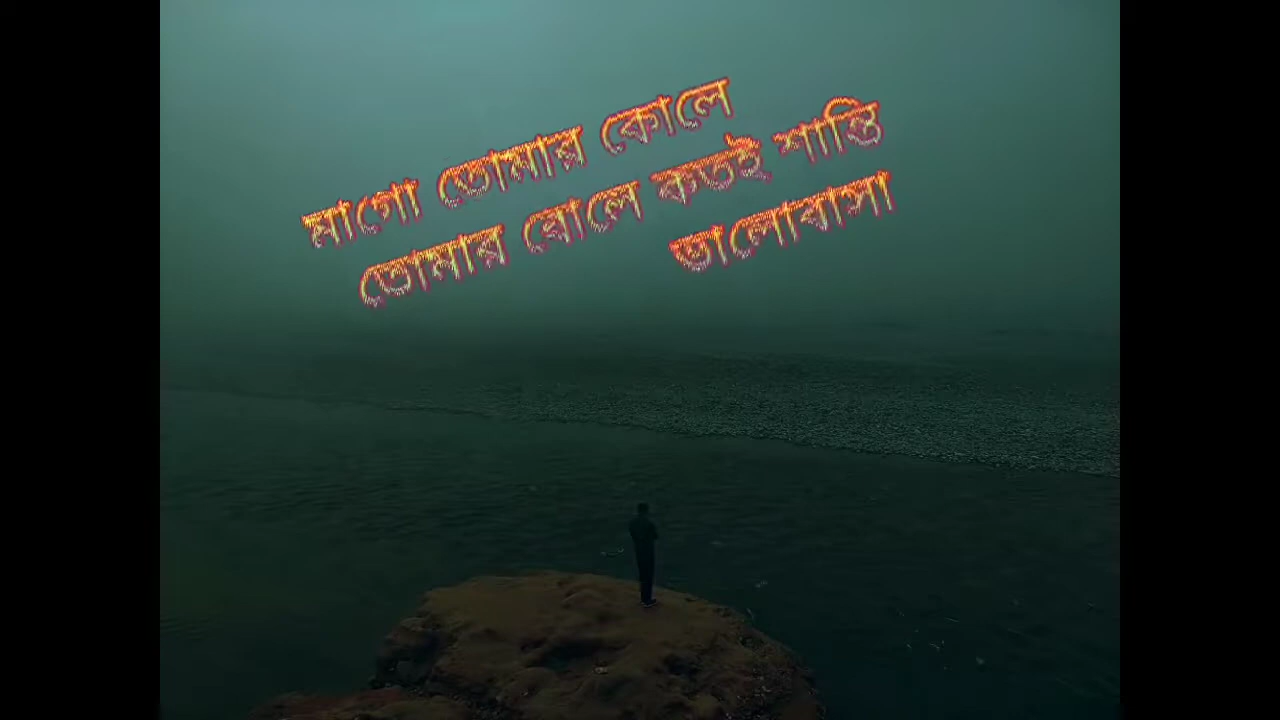 মাগো তোমার কোলে
তোমার বোলে কতই শান্তি
ভালোবাসা